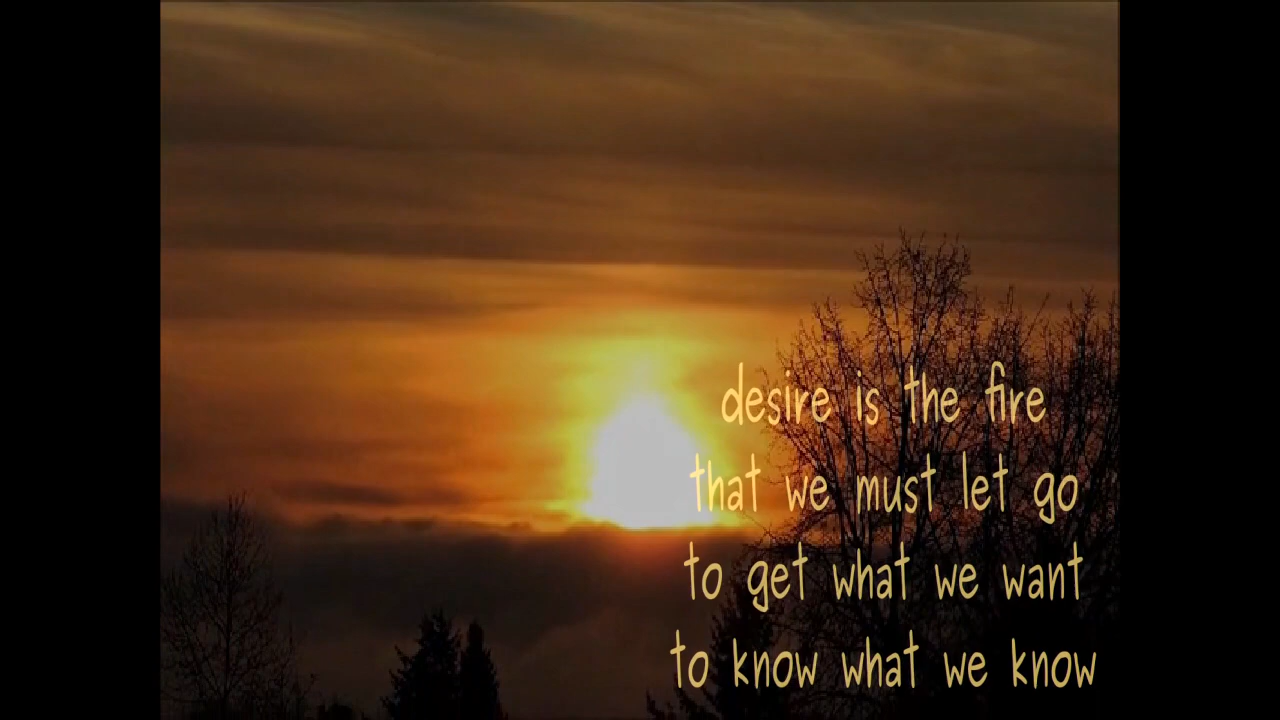 desire is the fire
that we must let go
to get what we want
to know what we know